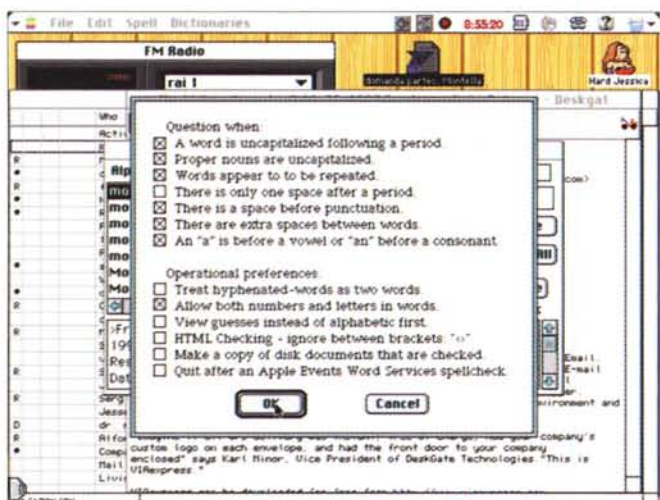 File Edit Spell Dictionaries 8:55:20
FM Radio
rai 1
Hard Jessica
Deskgat
Who
Question when:
A word is uncapitalized following a period.
Proper nouns are uncapitalized.
Words appear to to be repeated.
There is only one space after a period.
There is a space before punctuation.
There are extra spaces between words.
An "a" is before a vowel or "an" before a consonant
Operational preferences:
Treat hyphenated-words as two words.
Allow both numbers and letters in words.
View guesses instead of alphabetic first.
HTML Checking - ignore between brackets: "<>"
Make a copy of disk documents that are checked.
Quit after an Apple Events Word Services spellcheck.
OK Cancel
com>
Email.
E-mail
company's
custom logo on each envelope, and had the front door to your company
enclosed" says Karl Minor, Vice President of DeskGate Technologies. "This is
VIAexpress."